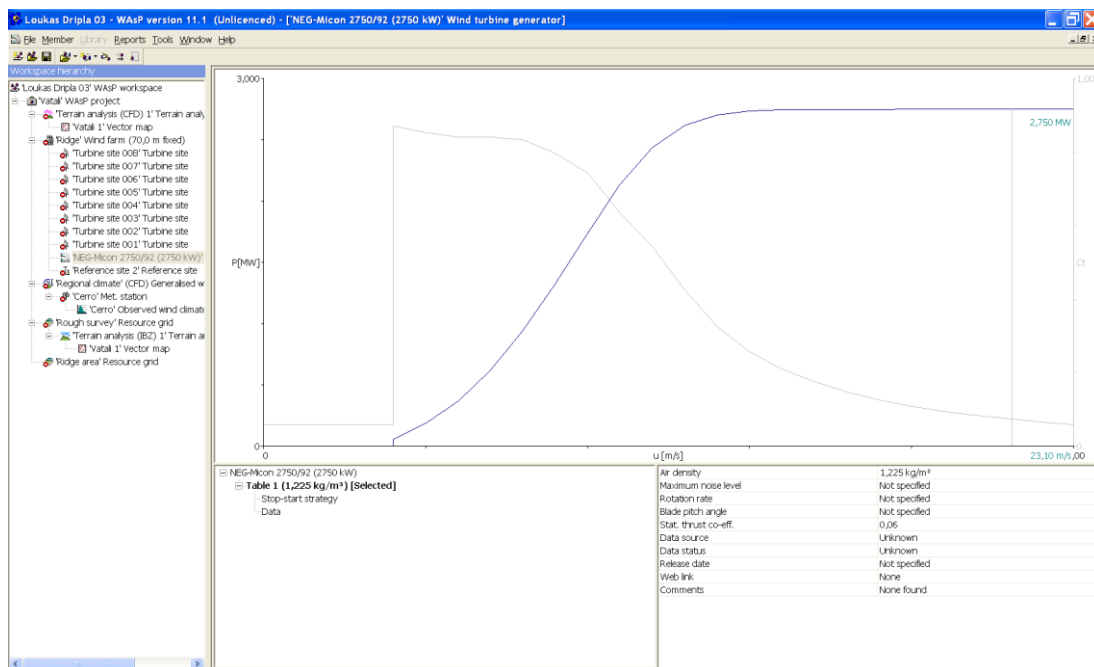 Loukas Dripla 03 - WAsP version 11.1 (Unlicenced) - ['NEG-Micon 2750/92 (2750 kW)' Wind turbine generator]
File Member Library Reports Tools Window Help
Workspace hierarchy
'Loukas Dripla 03' WAsP workspace
'Vatali' WAsP project
'Terrain analysis (CFD) 1' Terrain analy
'Vatali 1' Vector map
'Ridge' Wind farm (70,0 m fixed)
'Turbine site 008' Turbine site
'Turbine site 007' Turbine site
'Turbine site 006' Turbine site
'Turbine site 005' Turbine site
'Turbine site 004' Turbine site
'Turbine site 003' Turbine site
'Turbine site 002' Turbine site
'Turbine site 001' Turbine site
'NEG-Micon 2750/92 (2750 kW)'
'Reference site 2' Reference site
'Regional climate' (CFD) Generalised w
'Cerro' Met. station
'Cerro' Observed wind climate
'Rough survey' Resource grid
'Terrain analysis (IBZ) 1' Terrain a
'Vatali 1' Vector map
'Ridge area' Resource grid
3,000
1,00
2,750 MW
P[MW]
Ct
0
0
0
u [m/s]
23,10 m/s
,00
NEG-Micon 2750/92 (2750 kW)
Table 1 (1,225 kg/m³) [Selected]
Stop-start strategy
Data
Air density 1,225 kg/m³
Maximum noise level Not specified
Rotation rate Not specified
Blade pitch angle Not specified
Stat. thrust co-eff. 0,06
Data source Unknown
Data status Unknown
Release date Not specified
Web link None
Comments None found